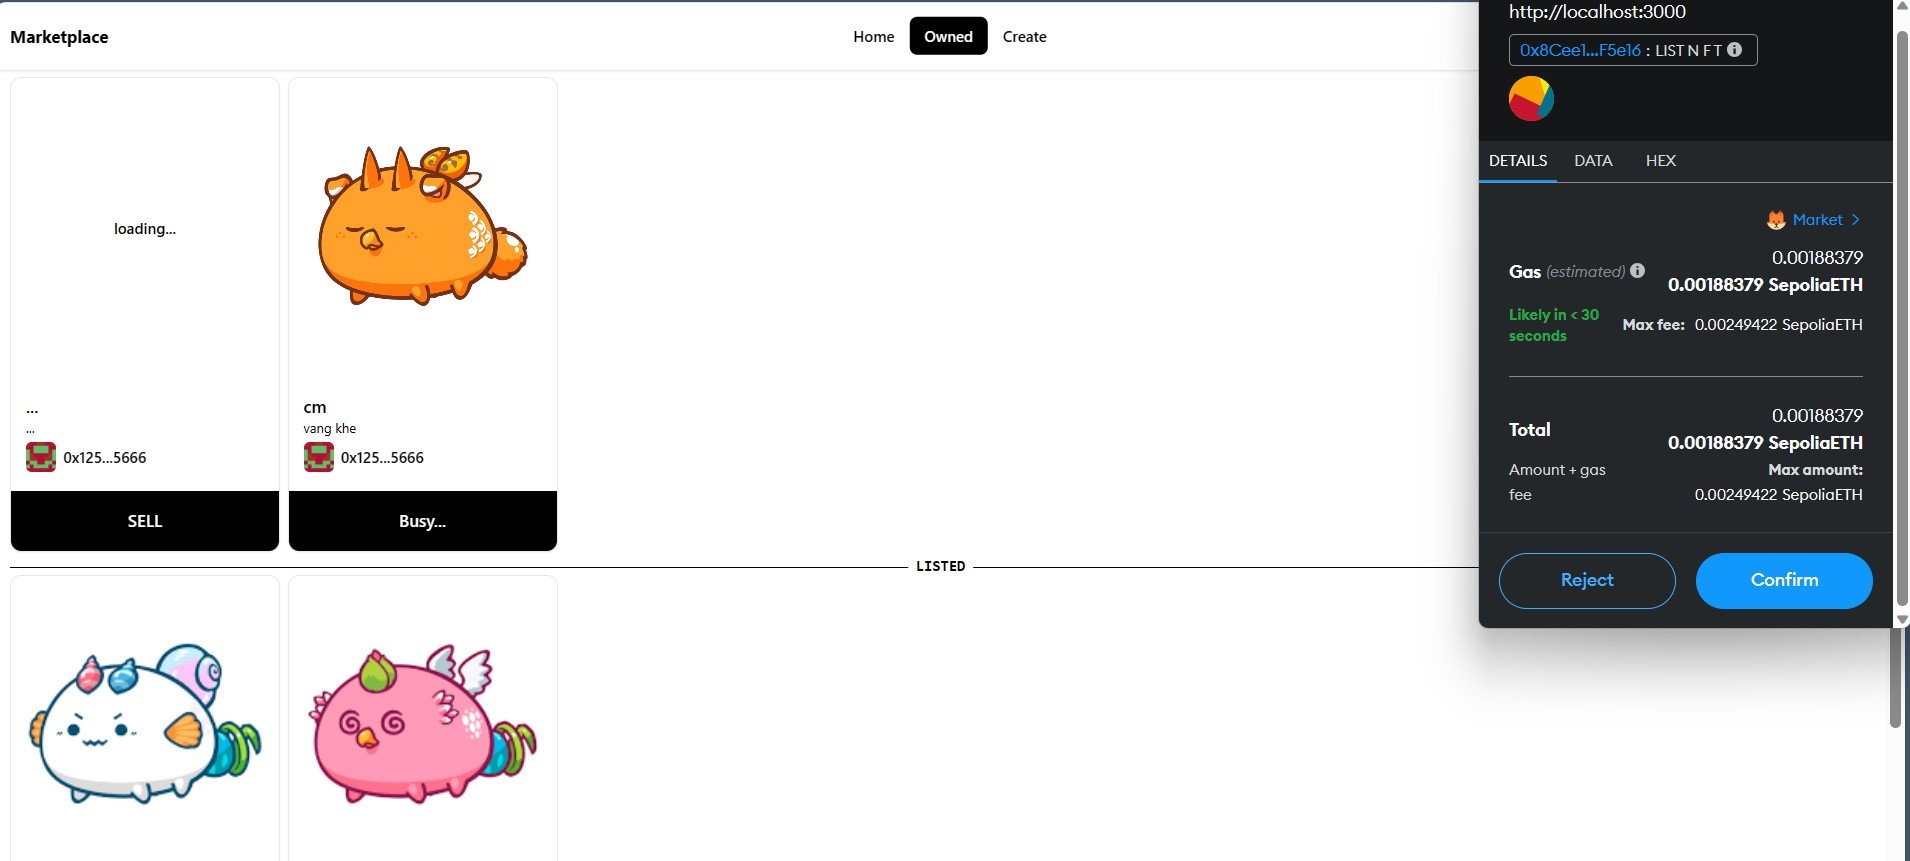 Marketplace
Home
Owned
Create
loading...
...
...
0x125...5666
SELL
cm
vang khe
0x125...5666
Busy...
LISTED
http://localhost:3000
0x8Cee1...F5e16 : LIST N F T
DETAILS
DATA
HEX
Market >
Gas (estimated)
0.00188379
0.00188379 SepoliaETH
Likely in < 30
seconds
Max fee: 0.00249422 SepoliaETH
Total
0.00188379
0.00188379 SepoliaETH
Amount + gas
fee
Max amount:
0.00249422 SepoliaETH
Reject
Confirm